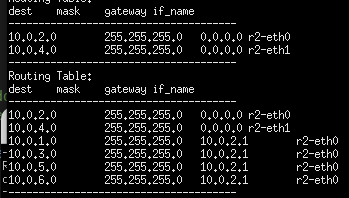 Routing Table:
dest mask gateway if_name
----------------------------------------
10.0.2.0 255.255.255.0 0.0.0.0 r2-eth0
10.0.4.0 255.255.255.0 0.0.0.0 r2-eth1
----------------------------------------
Routing Table:
dest mask gateway if_name
----------------------------------------
10.0.2.0 255.255.255.0 0.0.0.0 r2-eth0
10.0.4.0 255.255.255.0 0.0.0.0 r2-eth1
10.0.1.0 255.255.255.0 10.0.2.1 r2-eth0
10.0.3.0 255.255.255.0 10.0.2.1 r2-eth0
10.0.5.0 255.255.255.0 10.0.2.1 r2-eth0
10.0.6.0 255.255.255.0 10.0.2.1 r2-eth0
----------------------------------------